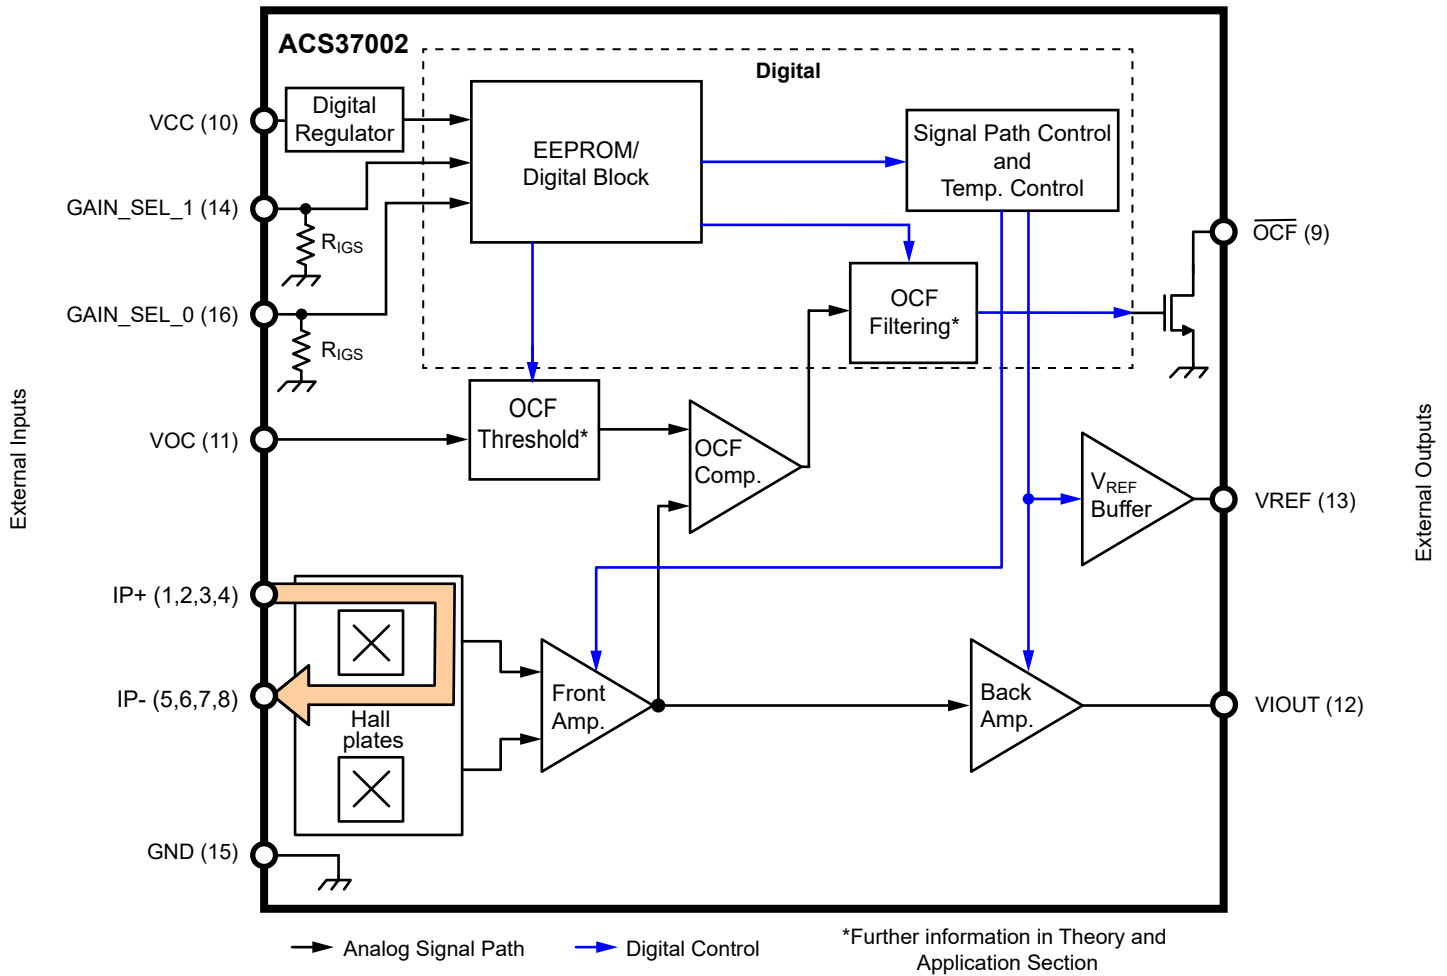 ACS37002
Digital
VCC (10)
Digital
Regulator
EEPROM/
Digital Block
Signal Path Control
and
Temp. Control
GAIN_SEL_1 (14)
RIGS
OCF (9)
GAIN_SEL_0 (16)
RIGS
OCF
Filtering*
External Inputs
VOC (11)
OCF
Threshold*
OCF
Comp.
VREF
Buffer
VREF (13)
External Outputs
IP+ (1,2,3,4)
IP- (5,6,7,8)
Hall
plates
Front
Amp.
Back
Amp.
VIOUT (12)
GND (15)
Analog Signal Path
Digital Control
*Further information in Theory and
Application Section